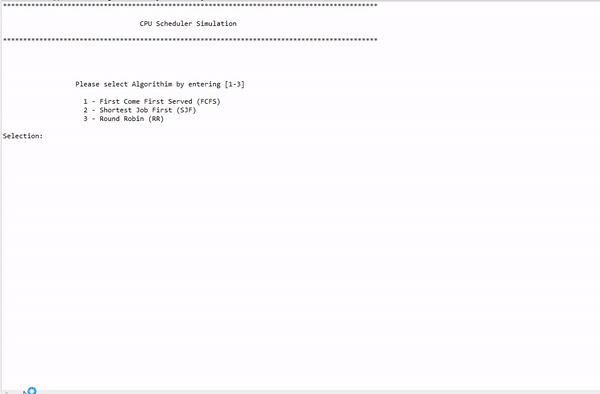 *********************************************************************************************
CPU Scheduler Simulation
*********************************************************************************************
Please select Algorithim by entering [1-3]
1 - First Come First Served (FCFS)
2 - Shortest Job First (SJF)
3 - Round Robin (RR)
Selection: